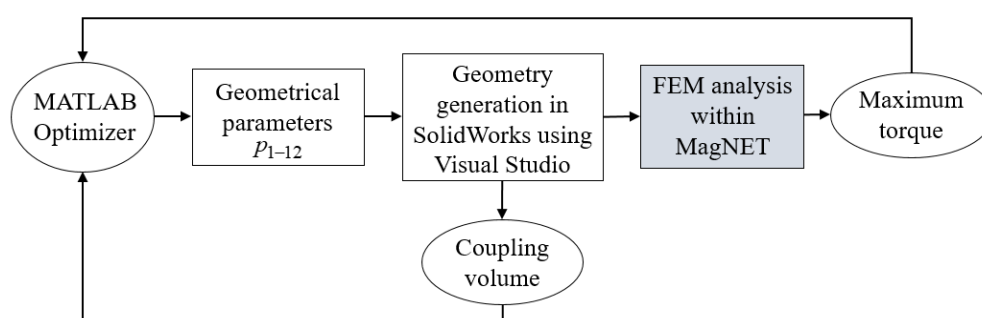 MATLAB
Optimizer
Geometrical
parameters
p1–12
Geometry
generation in
SolidWorks using
Visual Studio
FEM analysis
within
MagNET
Maximum
torque
Coupling
volume